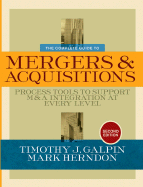 THE COMPLETE GUIDE TO
MERGERS &
ACQUISITIONS
PROCESS TOOLS TO SUPPORT
M&A INTEGRATION AT
EVERY LEVEL
SECOND
EDITION
TIMOTHY J. GALPIN
MARK HERNDON